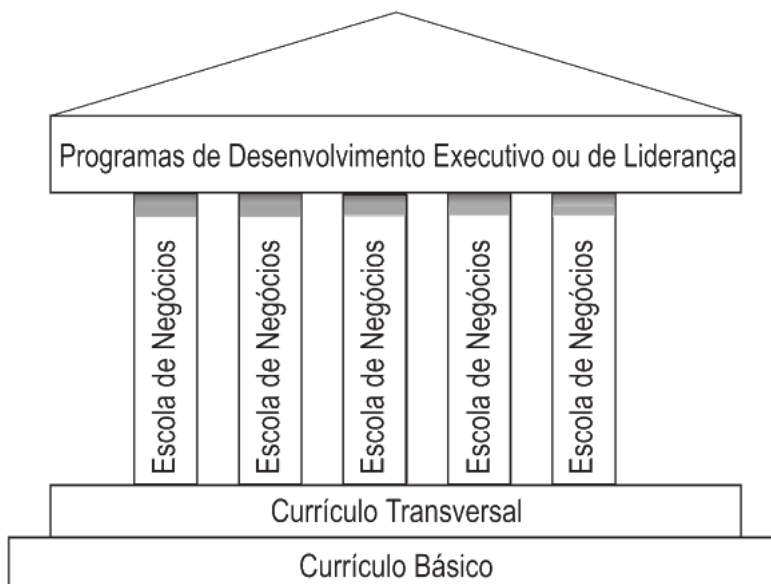 Programas de Desenvolvimento Executivo ou de Liderança
Escola de Negócios
Escola de Negócios
Escola de Negócios
Escola de Negócios
Escola de Negócios
Currículo Transversal
Currículo Básico